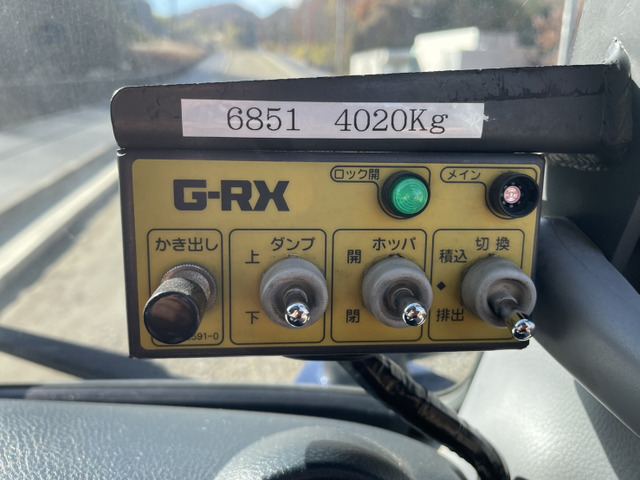 6851 4020Kg
G-RX
ロック開
メイン
かき出し
上 ダンプ
下
開 ホッパ
閉
積込 切換
排出